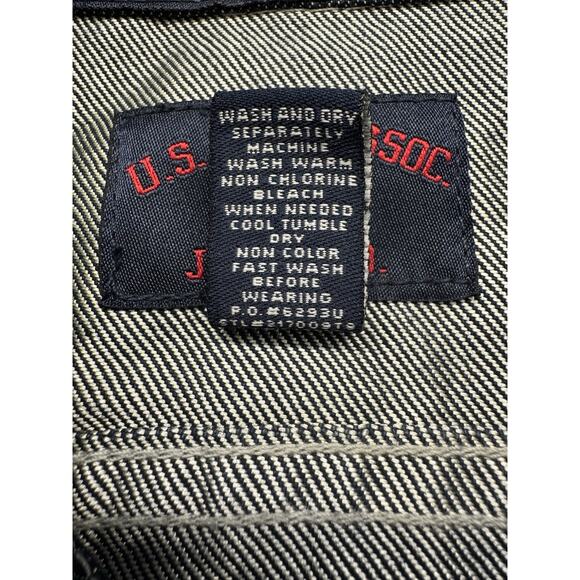 U.S. SSOC.
J
WASH AND DRY
SEPARATELY
MACHINE
WASH WARM
NON CHLORINE
BLEACH
WHEN NEEDED
COOL TUMBLE
DRY
NON COLOR
FAST WASH
BEFORE
WEARING
P.O.#6293U